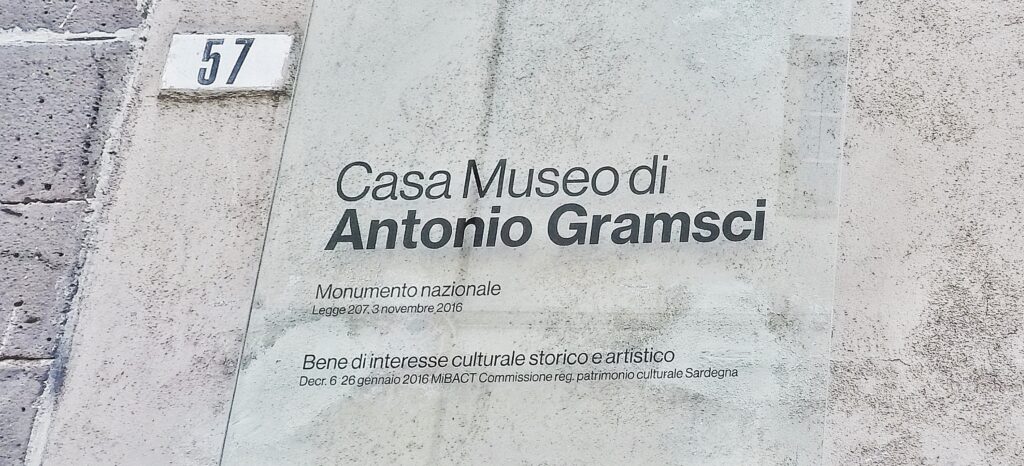 57
Casa Museo di
Antonio Gramsci
Monumento nazionale
Legge 207, 3 novembre 2016
Bene di interesse culturale storico e artistico
Decr. 6 26 gennaio 2016 MiBACT Commissione reg. patrimonio culturale Sardegna